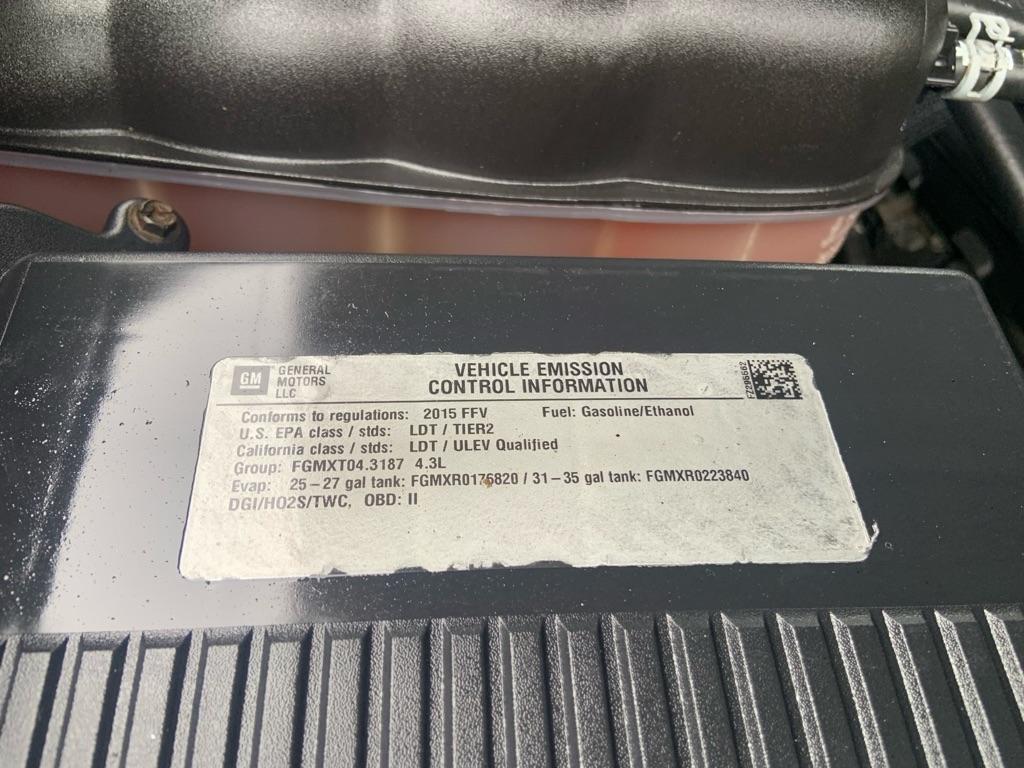 GM
GENERAL
MOTORS
LLC
VEHICLE EMISSION
CONTROL INFORMATION
Conforms to regulations: 2015 FFV Fuel: Gasoline/Ethanol
U.S. EPA class / stds: LDT / TIER2
California class / stds: LDT / ULEV Qualified
Group: FGMXT04.3187 4.3L
Evap: 25–27 gal tank: FGMXR0176820 / 31–35 gal tank: FGMXR0223840
DGI/HO2S/TWC, OBD: II